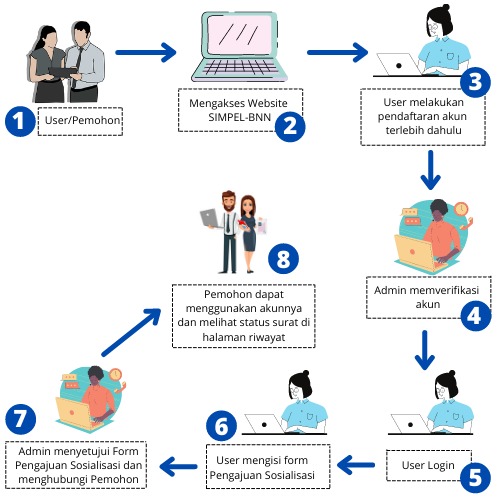 1
User/Pemohon
Mengakses Website
SIMPEL-BNN
2
3
User melakukan
pendaftaran akun
terlebih dahulu
Admin memverifikasi
akun
4
User Login
5
6
User mengisi form
Pengajuan Sosialisasi
7
Admin menyetujui Form
Pengajuan Sosialisasi dan
menghubungi Pemohon
8
Pemohon dapat
menggunakan akunnya
dan melihat status surat di
halaman riwayat